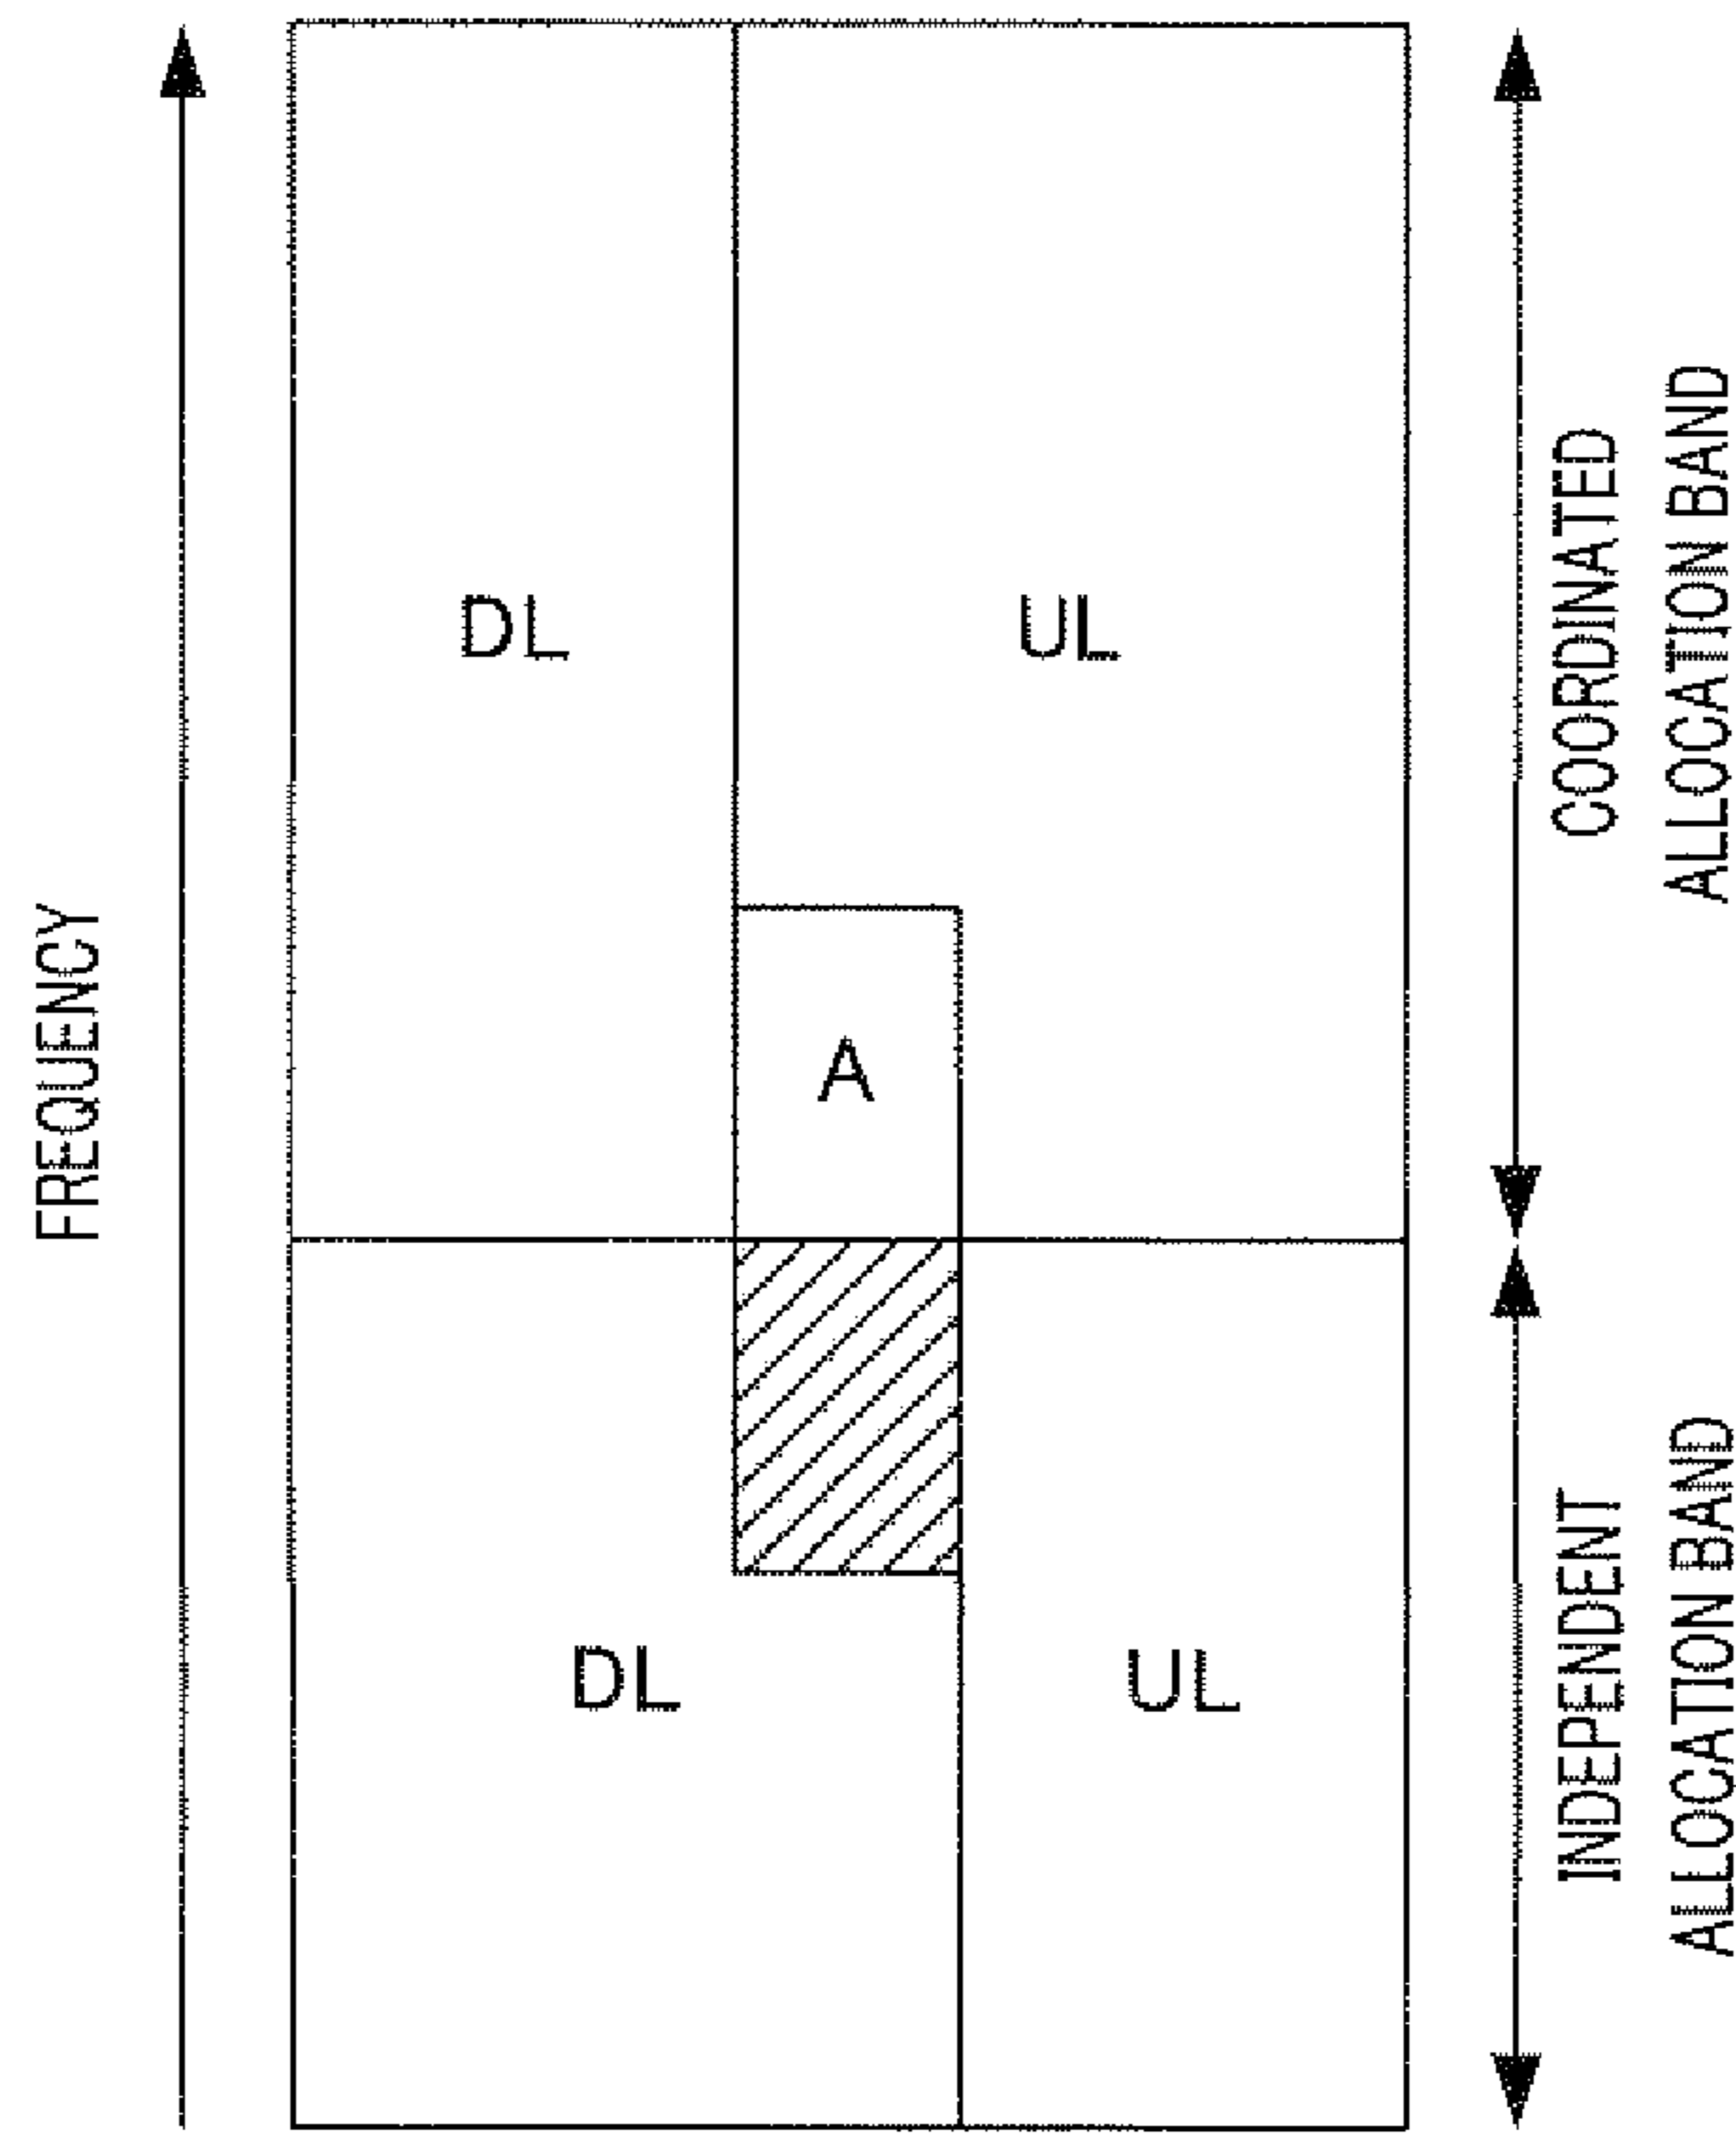 FREQUENCY
DL
UL
A
DL
UL
COORDINATED
ALLOCATION BAND
INDEPENDENT
ALLOCATION BAND